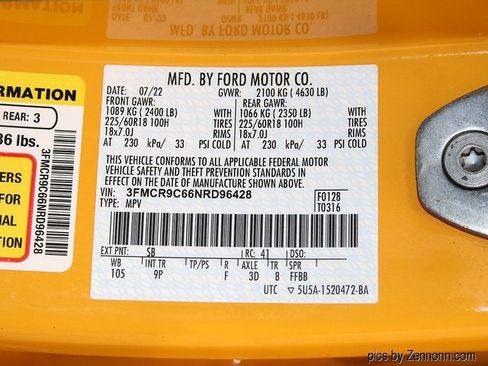 MFD. BY FORD MOTOR CO.
DATE: 07/22 GVWR: 2100 KG ( 4630 LB)
FRONT GAWR: REAR GAWR:
1089 KG ( 2400 LB) WITH 1066 KG ( 2350 LB) WITH
225/60R18 100H TIRES 225/60R18 100H TIRES
18x7.0J RIMS 18x7.0J RIMS
AT 230 kPa/ 33 PSI COLD AT 230 kPa/ 33 PSI COLD
THIS VEHICLE CONFORMS TO ALL APPLICABLE FEDERAL MOTOR
VEHICLE SAFETY AND THEFT PREVENTION STANDARDS IN EFFECT
ON THE DATE OF MANUFACTURE SHOWN ABOVE.
VIN: 3FMCR9C66NRD96428 F0128
TYPE: MPV T0316
EXT PNT: SB RC: 41 DSO:
WB INT TR TP/PS R AXLE TR SPR
105 9P F 3D 8 FFBB
UTC ▽ 5U5A-1520472-BA
ORMATION
REAR: 3
36 lbs.
ERS
FOR
NAL
ATION
3FMCR9C66NRD96428
pics by Zennonn.com